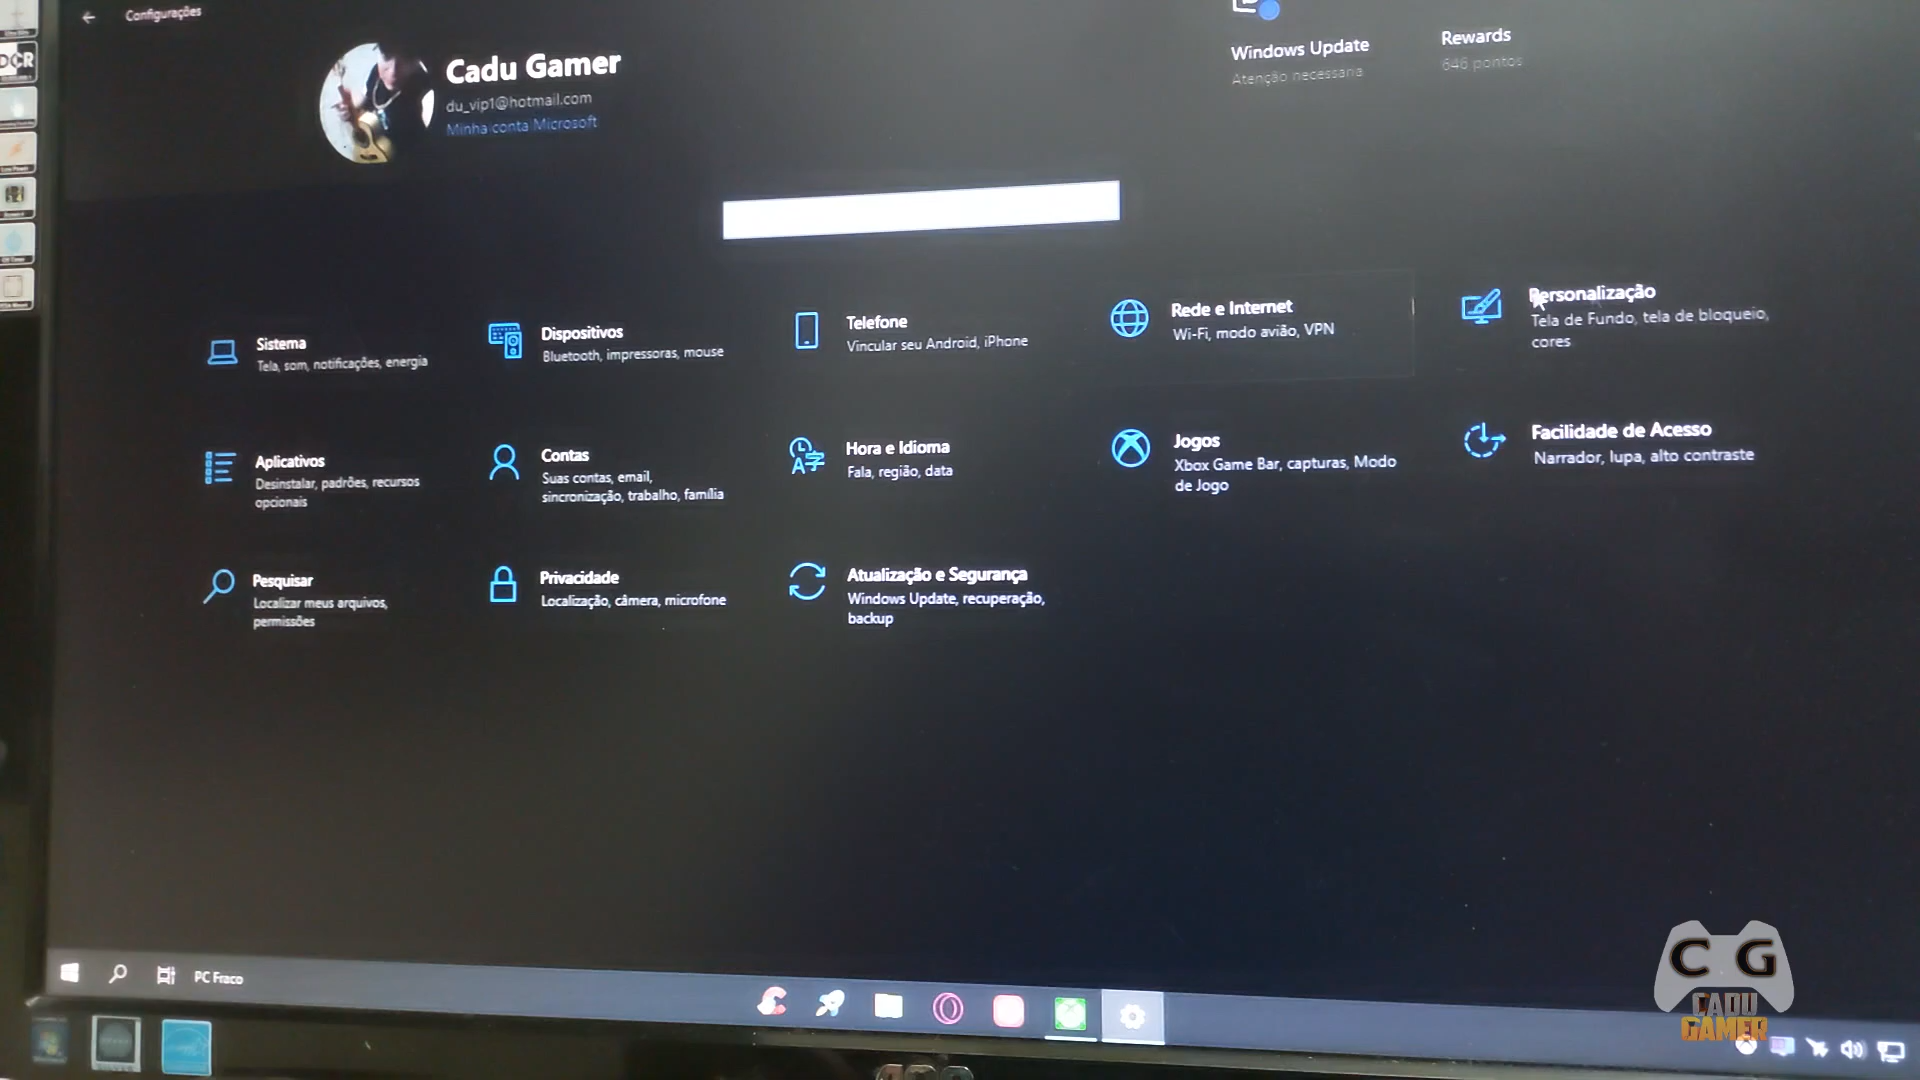 Configurações
Cadu Gamer
du_vip1@hotmail.com
Minha conta Microsoft
Windows Update
Atenção necessária
Rewards
646 pontos
Sistema
Tela, som, notificações, energia
Dispositivos
Bluetooth, impressoras, mouse
Telefone
Vincular seu Android, iPhone
Rede e Internet
Wi-Fi, modo avião, VPN
Personalização
Tela de Fundo, tela de bloqueio,
cores
Aplicativos
Desinstalar, padrões, recursos
opcionais
Contas
Suas contas, email,
sincronização, trabalho, família
Hora e Idioma
Fala, região, data
Jogos
Xbox Game Bar, capturas, Modo
de Jogo
Facilidade de Acesso
Narrador, lupa, alto contraste
Pesquisar
Localizar meus arquivos,
permissões
Privacidade
Localização, câmera, microfone
Atualização e Segurança
Windows Update, recuperação,
backup
PC Fraco
C G
CADU
GAMER
DCR